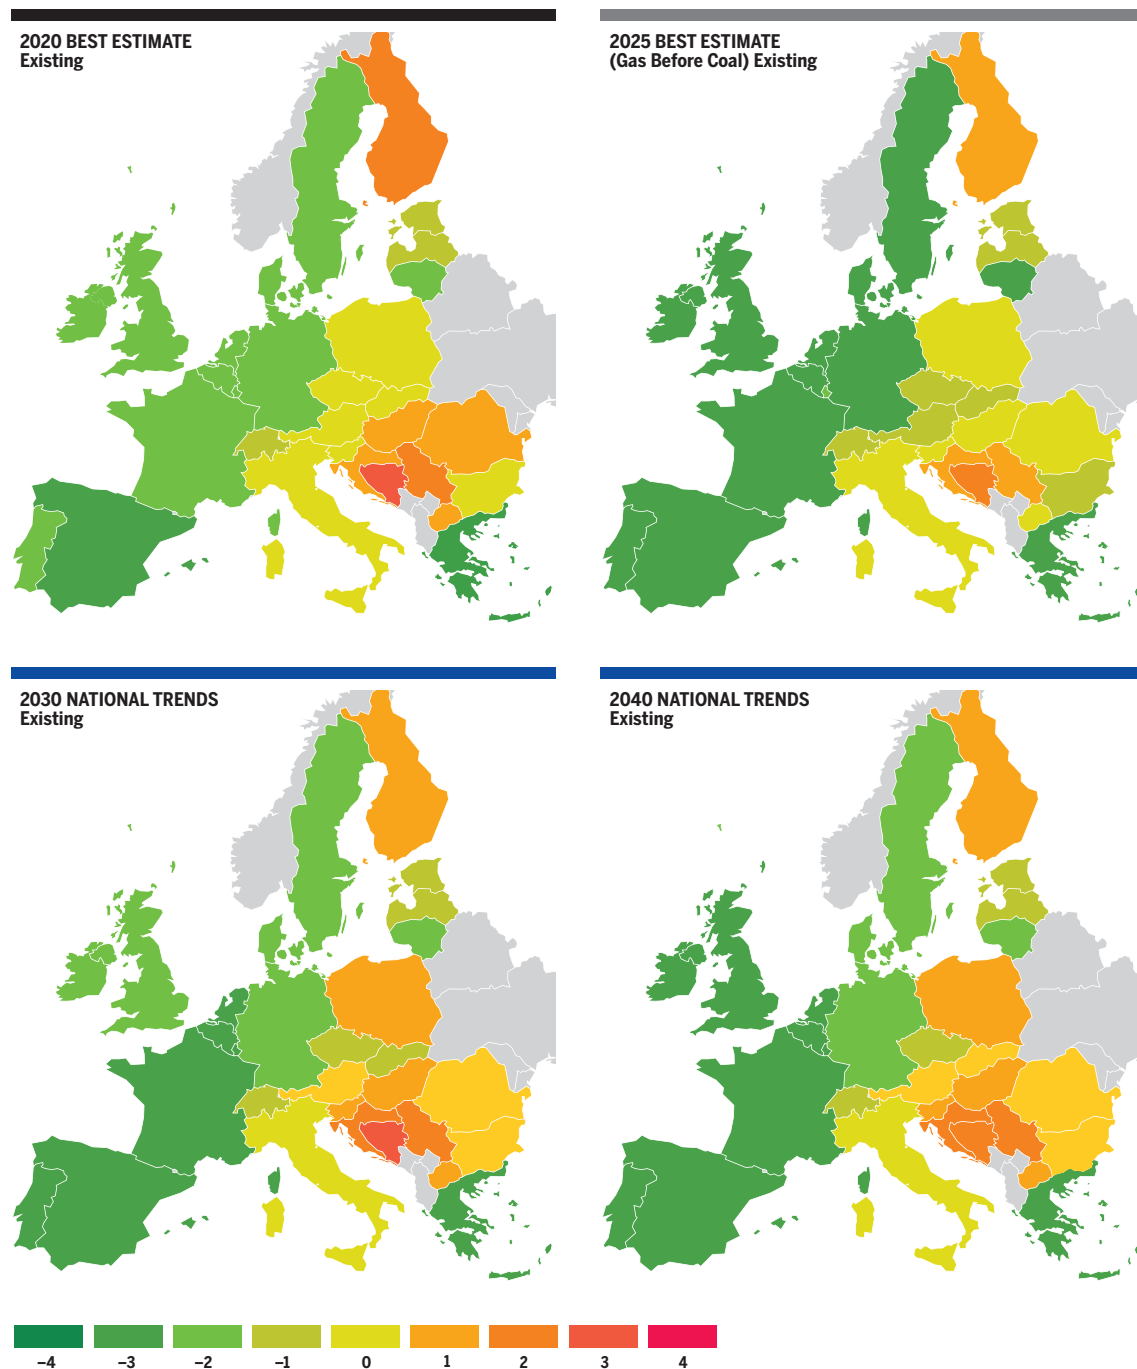 2020 BEST ESTIMATE
Existing
2025 BEST ESTIMATE
(Gas Before Coal) Existing
2030 NATIONAL TRENDS
Existing
2040 NATIONAL TRENDS
Existing
–4 –3 –2 –1 0 1 2 3 4